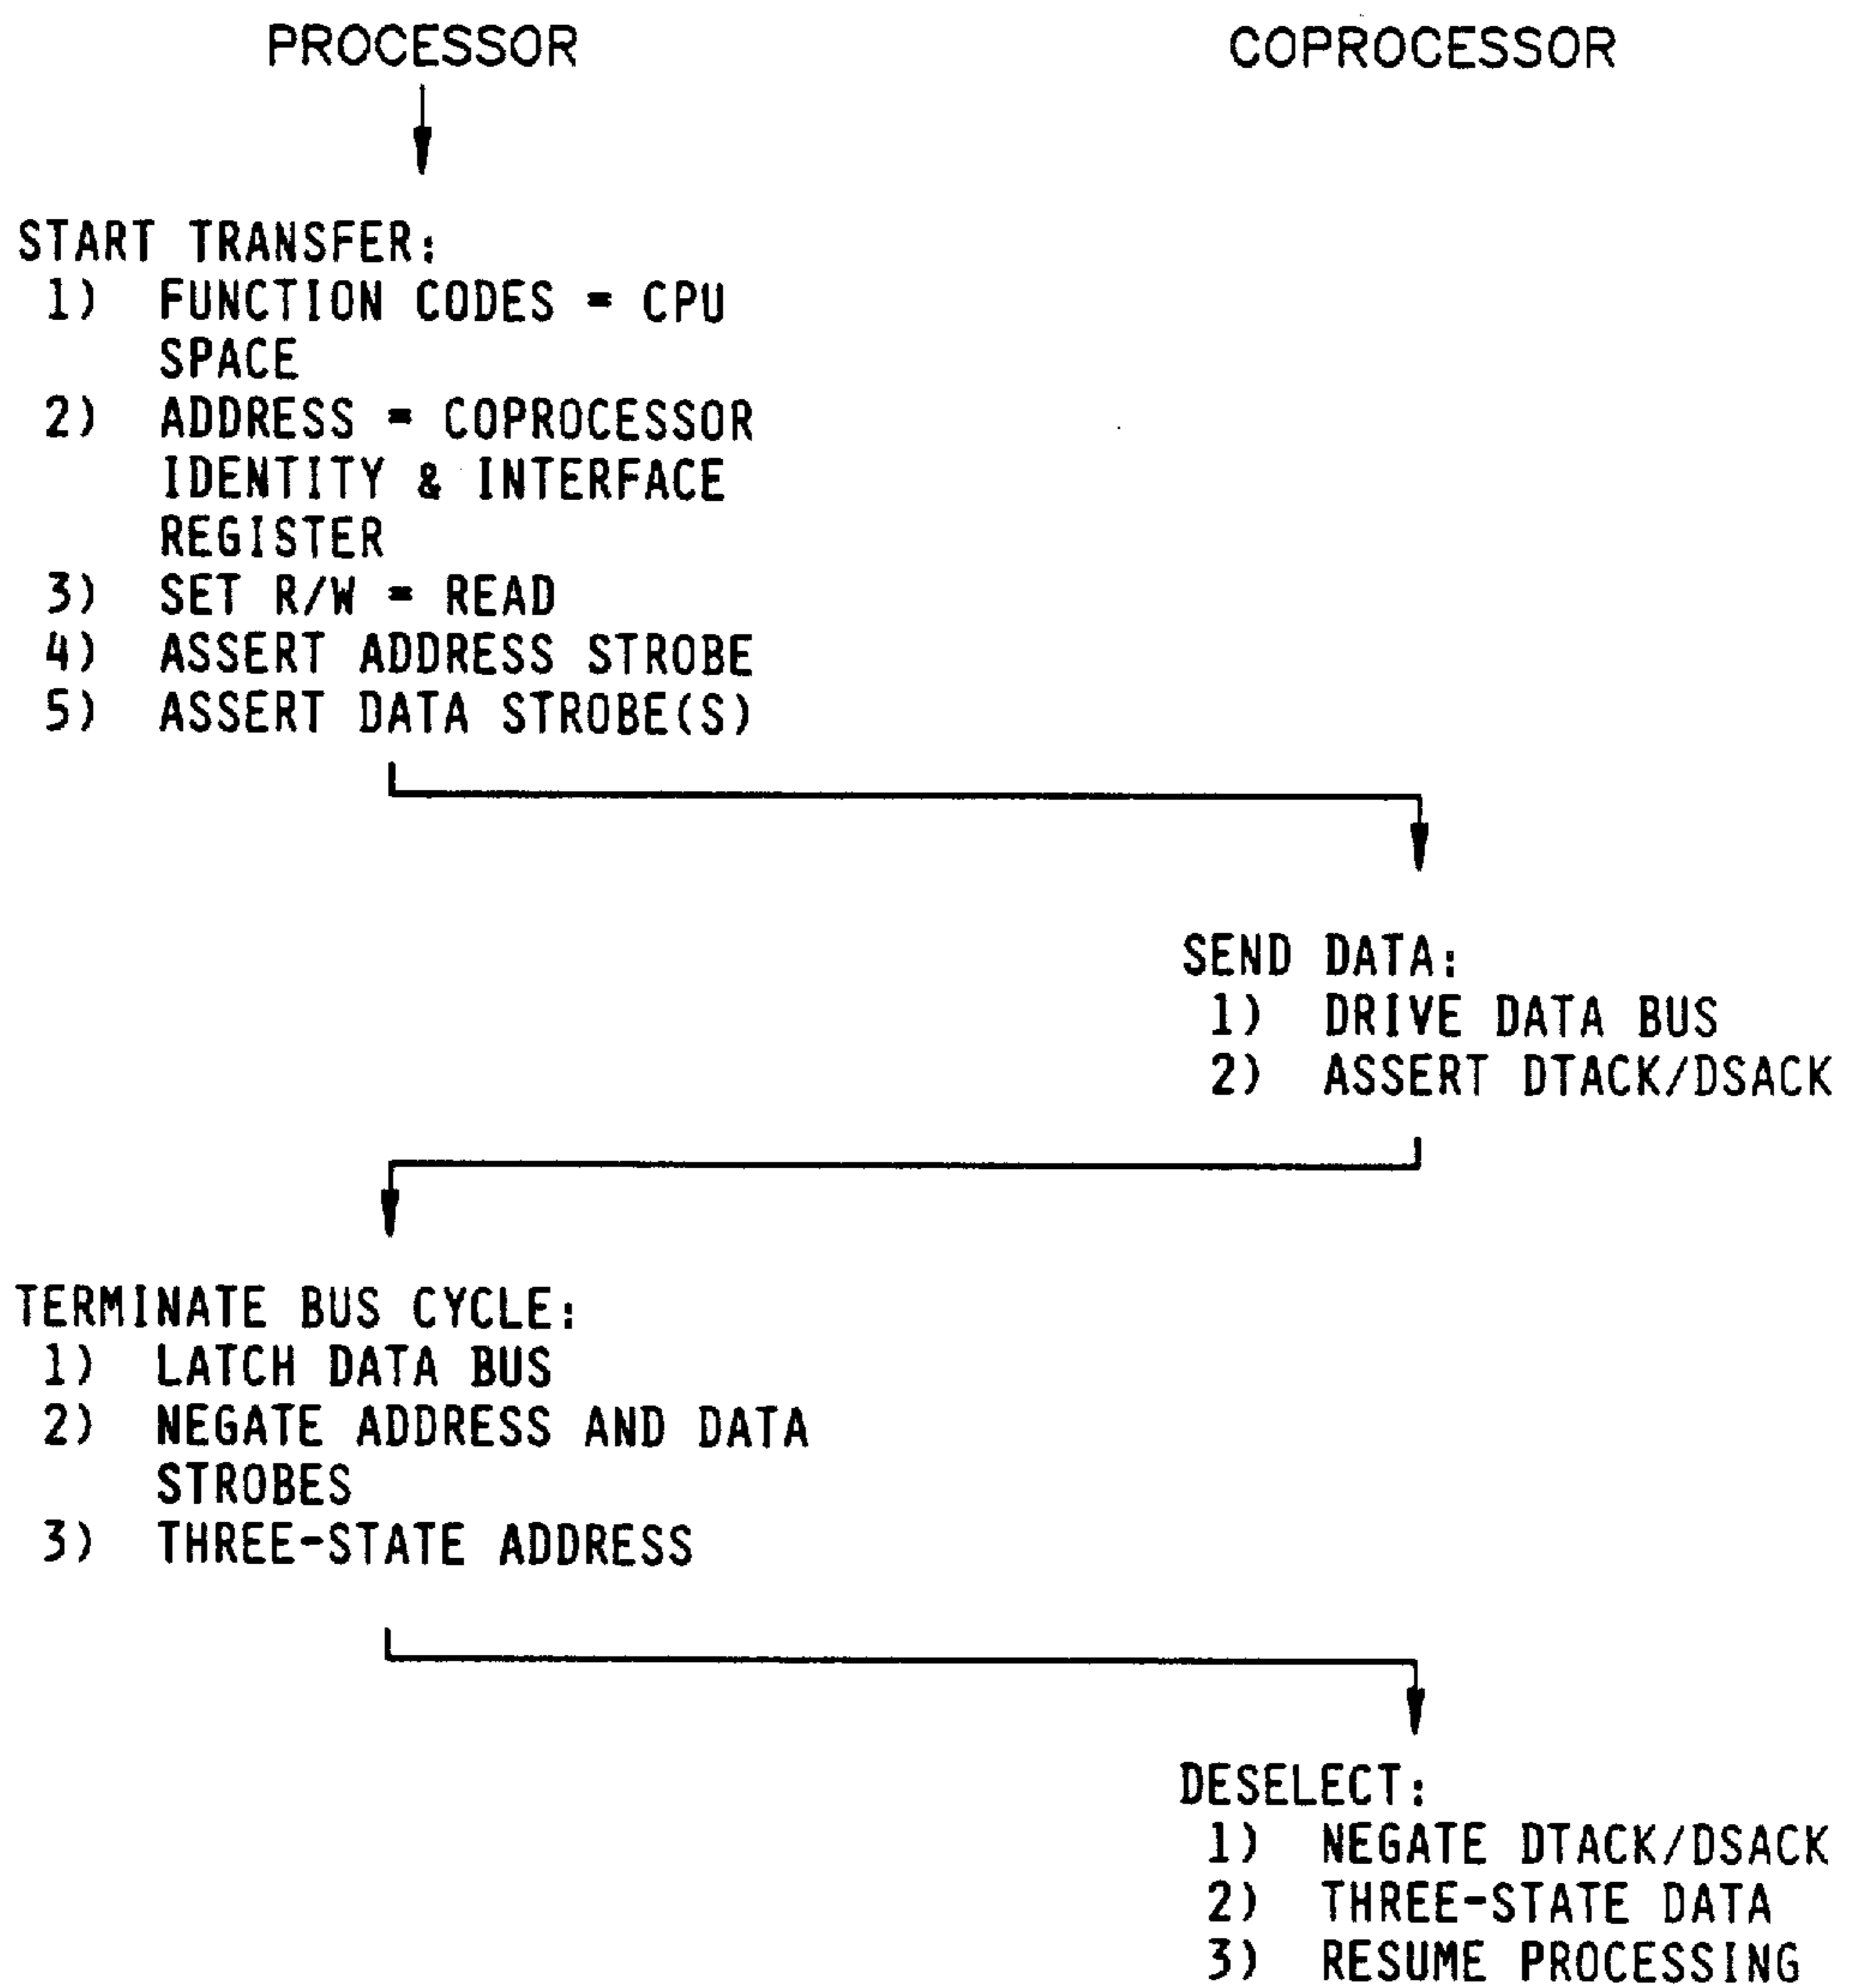 PROCESSOR COPROCESSOR
START TRANSFER:
1) FUNCTION CODES = CPU
SPACE
2) ADDRESS = COPROCESSOR
IDENTITY & INTERFACE
REGISTER
3) SET R/W = READ
4) ASSERT ADDRESS STROBE
5) ASSERT DATA STROBE(S)
SEND DATA:
1) DRIVE DATA BUS
2) ASSERT DTACK/DSACK
TERMINATE BUS CYCLE:
1) LATCH DATA BUS
2) NEGATE ADDRESS AND DATA
STROBES
3) THREE-STATE ADDRESS
DESELECT:
1) NEGATE DTACK/DSACK
2) THREE-STATE DATA
3) RESUME PROCESSING